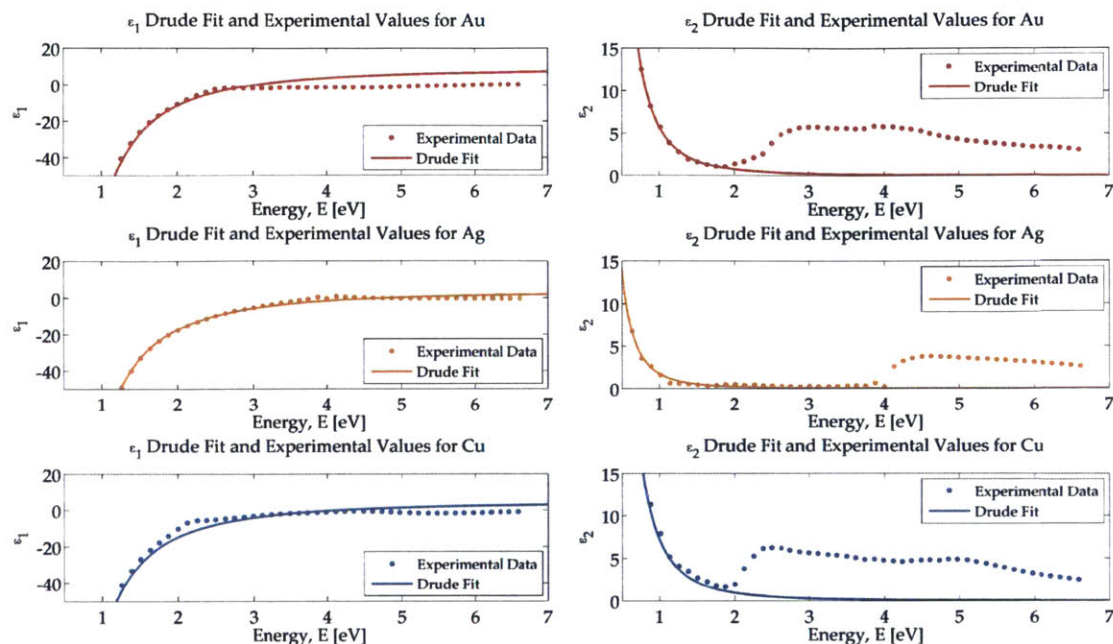 ε1 Drude Fit and Experimental Values for Au
20
0
-20
-40
ε1
1 2 3 4 5 6 7
Energy, E [eV]
Experimental Data
Drude Fit
ε2 Drude Fit and Experimental Values for Au
15
10
5
0
ε2
1 2 3 4 5 6 7
Energy, E [eV]
Experimental Data
Drude Fit
ε1 Drude Fit and Experimental Values for Ag
20
0
-20
-40
ε1
1 2 3 4 5 6 7
Energy, E [eV]
Experimental Data
Drude Fit
ε2 Drude Fit and Experimental Values for Ag
15
10
5
0
ε2
1 2 3 4 5 6 7
Energy, E [eV]
Experimental Data
Drude Fit
ε1 Drude Fit and Experimental Values for Cu
20
0
-20
-40
ε1
1 2 3 4 5 6 7
Energy, E [eV]
Experimental Data
Drude Fit
ε2 Drude Fit and Experimental Values for Cu
15
10
5
0
ε2
1 2 3 4 5 6 7
Energy, E [eV]
Experimental Data
Drude Fit